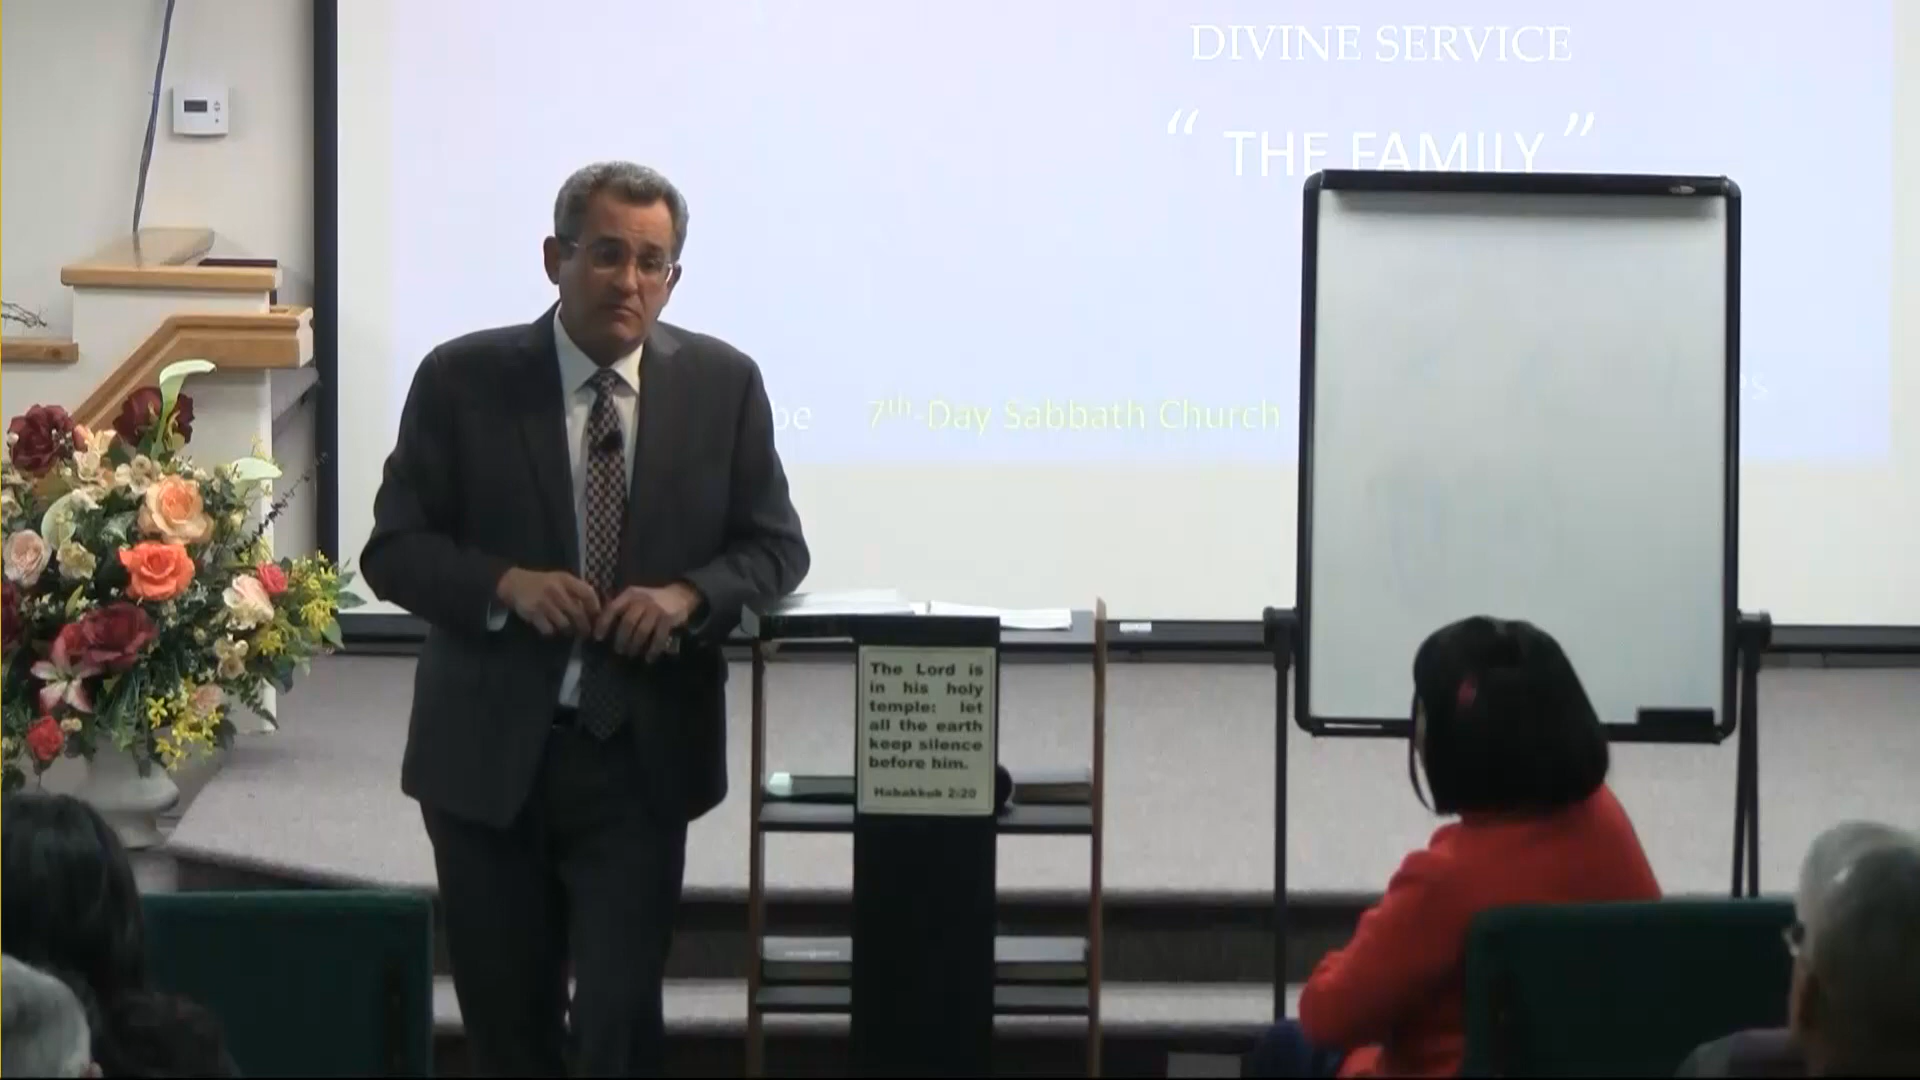 DIVINE SERVICE
“ THE FAMILY ”
7th-Day Sabbath Church
The Lord is
in his holy
temple: let
all the earth
keep silence
before him.
Habakkuk 2:20